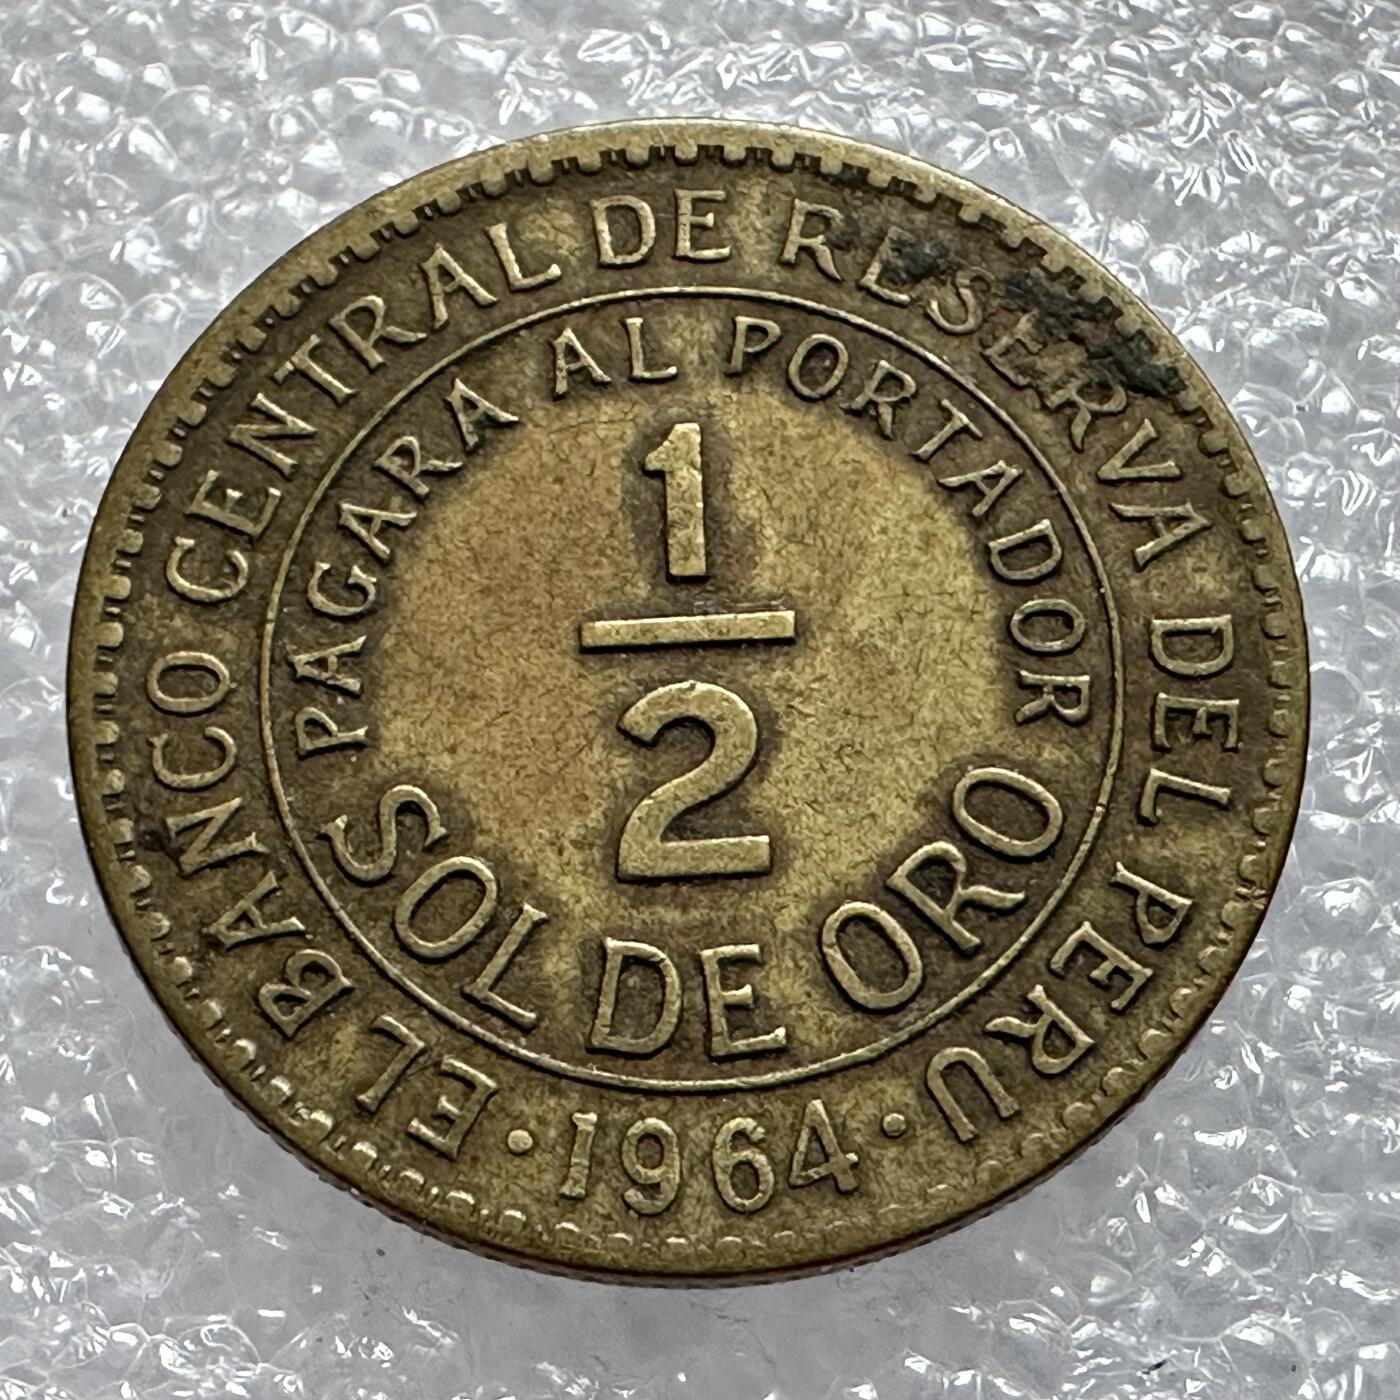 EL BANCO CENTRAL DE RESERVA DEL PERU
PAGARA AL PORTADOR
1/2
SOL DE ORO
· 1964 ·